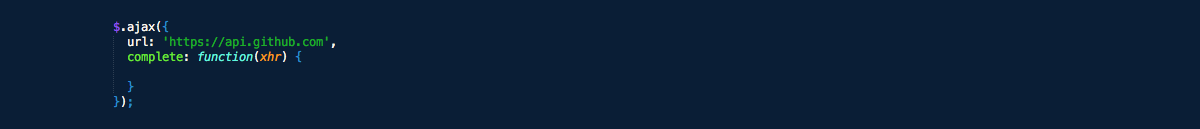 $.ajax({
url: 'https://api.github.com',
complete: function(xhr) {
}
});